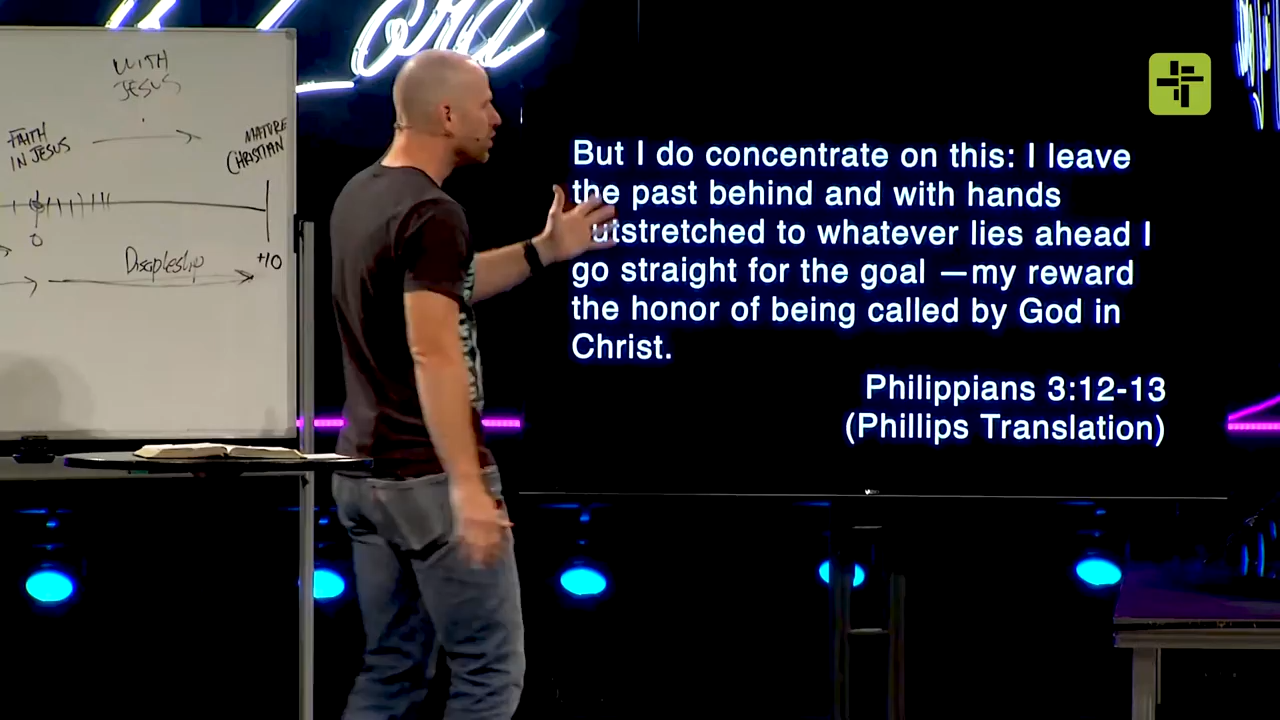 Lord
WITH
JESUS
FAITH
IN JESUS
MATURE
CHRISTIAN
0
+10
Discipleship
But I do concentrate on this: I leave
the past behind and with hands
utstretched to whatever lies ahead I
go straight for the goal —my reward
the honor of being called by God in
Christ.
Philippians 3:12-13
(Phillips Translation)